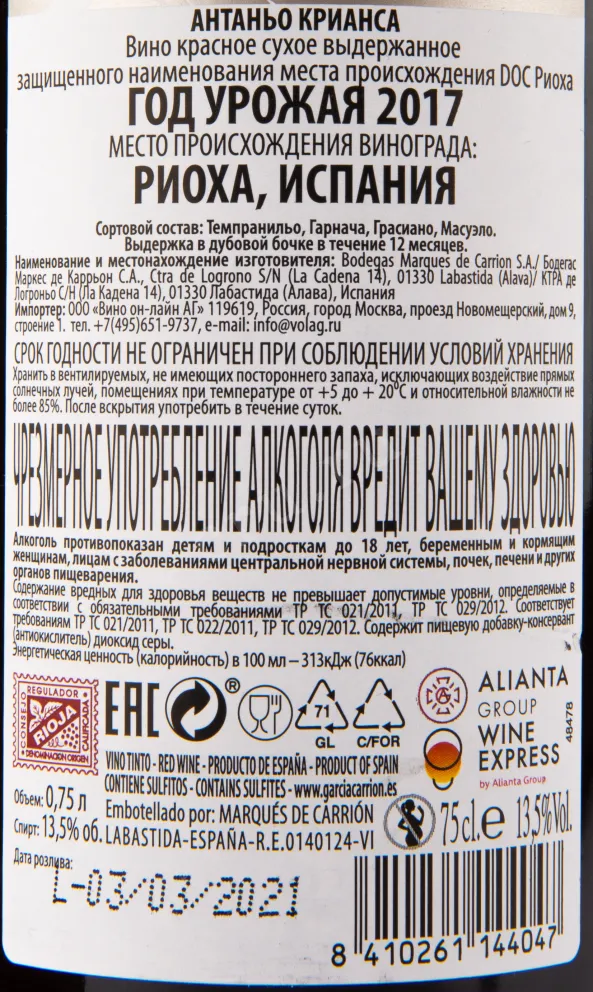 АНТАНЬО КРИАНСА
Вино красное сухое выдержанное
защищенного наименования места происхождения DOC Риоха
ГОД УРОЖАЯ 2017
МЕСТО ПРОИСХОЖДЕНИЯ ВИНОГРАДА:
РИОХА, ИСПАНИЯ
Сортовой состав: Темпранильо, Гарнача, Грасиано, Масуэло.
Выдержка в дубовой бочке в течение 12 месяцев.
Наименование и местонахождение изготовителя: Bodegas Marques de Carrion S.A./ Бодегас
Маркес де Каррьон С.А., Ctra de Logrono S/N (La Cadena 14), 01330 Labastida (Alava)/ КТРА де
Логроньо С/Н (Ла Кадена 14), 01330 Лабастида (Алава), Испания
Импортер: ООО «Вино он-лайн АГ» 119619, Россия, город Москва, проезд Новомещерский, дом 9,
строение 1. тел. +7(495)651-9737, e-mail: info@volag.ru
СРОК ГОДНОСТИ НЕ ОГРАНИЧЕН ПРИ СОБЛЮДЕНИИ УСЛОВИЙ ХРАНЕНИЯ
Хранить в вентилируемых, не имеющих постороннего запаха, исключающих воздействие прямых
солнечных лучей, помещениях при температуре от +5 до + 20°С и относительной влажности не
более 85%. После вскрытия употребить в течение суток.
ЧРЕЗМЕРНОЕ УПОТРЕБЛЕНИЕ АЛКОГОЛЯ ВРЕДИТ ВАШЕМУ ЗДОРОВЬЮ
Алкоголь противопоказан детям и подросткам до 18 лет, беременным и кормящим
женщинам, лицам с заболеваниями центральной нервной системы, почек, печени и других
органов пищеварения.
Содержание вредных для здоровья веществ не превышает допустимые уровни, определяемые в
соответствии с обязательными требованиями ТР ТС 021/2011, ТР ТС 029/2012. Соответствует
требованиям ТР ТС 021/2011, ТР ТС 022/2011, ТР ТС 029/2012. Содержит пищевую добавку-консервант
(антиокислитель) диоксид серы.
Энергетическая ценность (калорийность) в 100 мл – 313кДж (76ккал)
CONSEJO REGULADOR
RIOJA
DENOMINACION ORIGEN CALIFICADA
EAC
®
71
GL
C/FOR
ALIANTA
GROUP
WINE
EXPRESS
by Alianta Group
48478
VINO TINTO - RED WINE - PRODUCTO DE ESPAÑA - PRODUCT OF SPAIN
CONTIENE SULFITOS - CONTAINS SULFITES - www.garciacarrion.es
Объем: 0,75 л
Спирт: 13,5% об.
Embotellado por: MARQUÉS DE CARRIÓN
LABASTIDA-ESPAÑA-R.E.0140124-VI
75cl.e 13,5%Vol.
Дата розлива:
L-03/03/2021
8 410261 144047